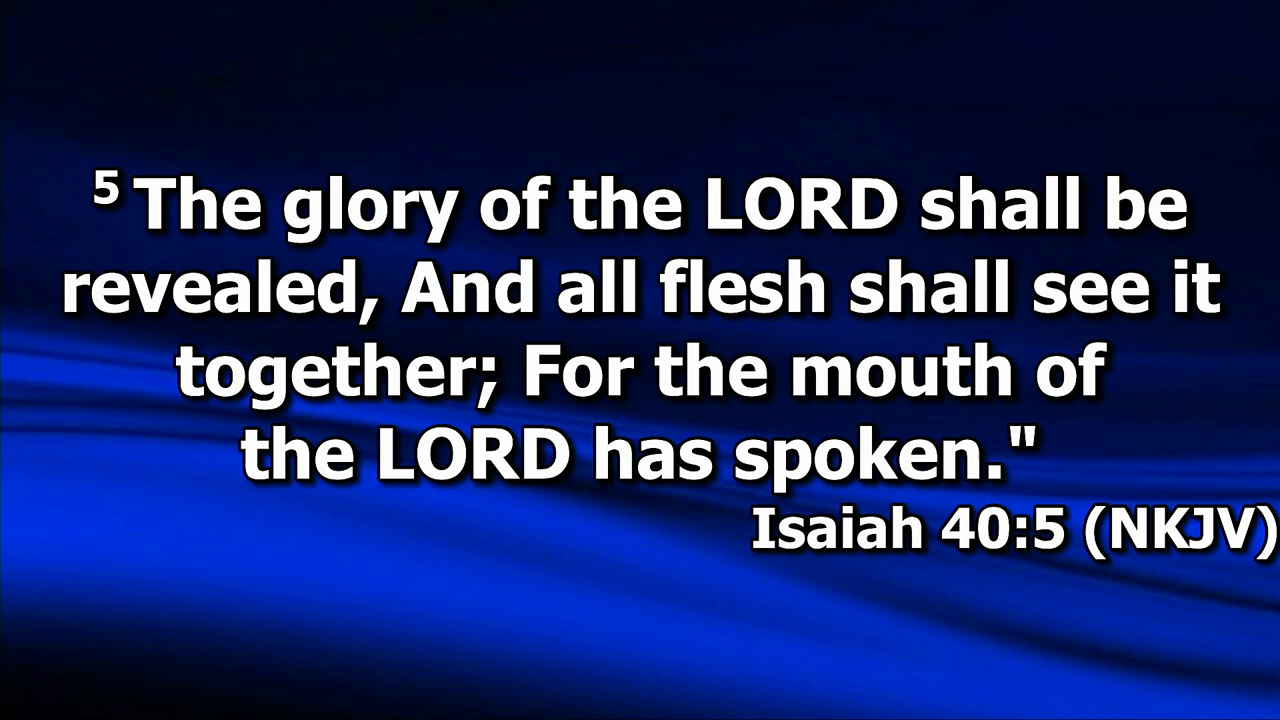 5 The glory of the LORD shall be
revealed, And all flesh shall see it
together; For the mouth of
the LORD has spoken."
Isaiah 40:5 (NKJV)